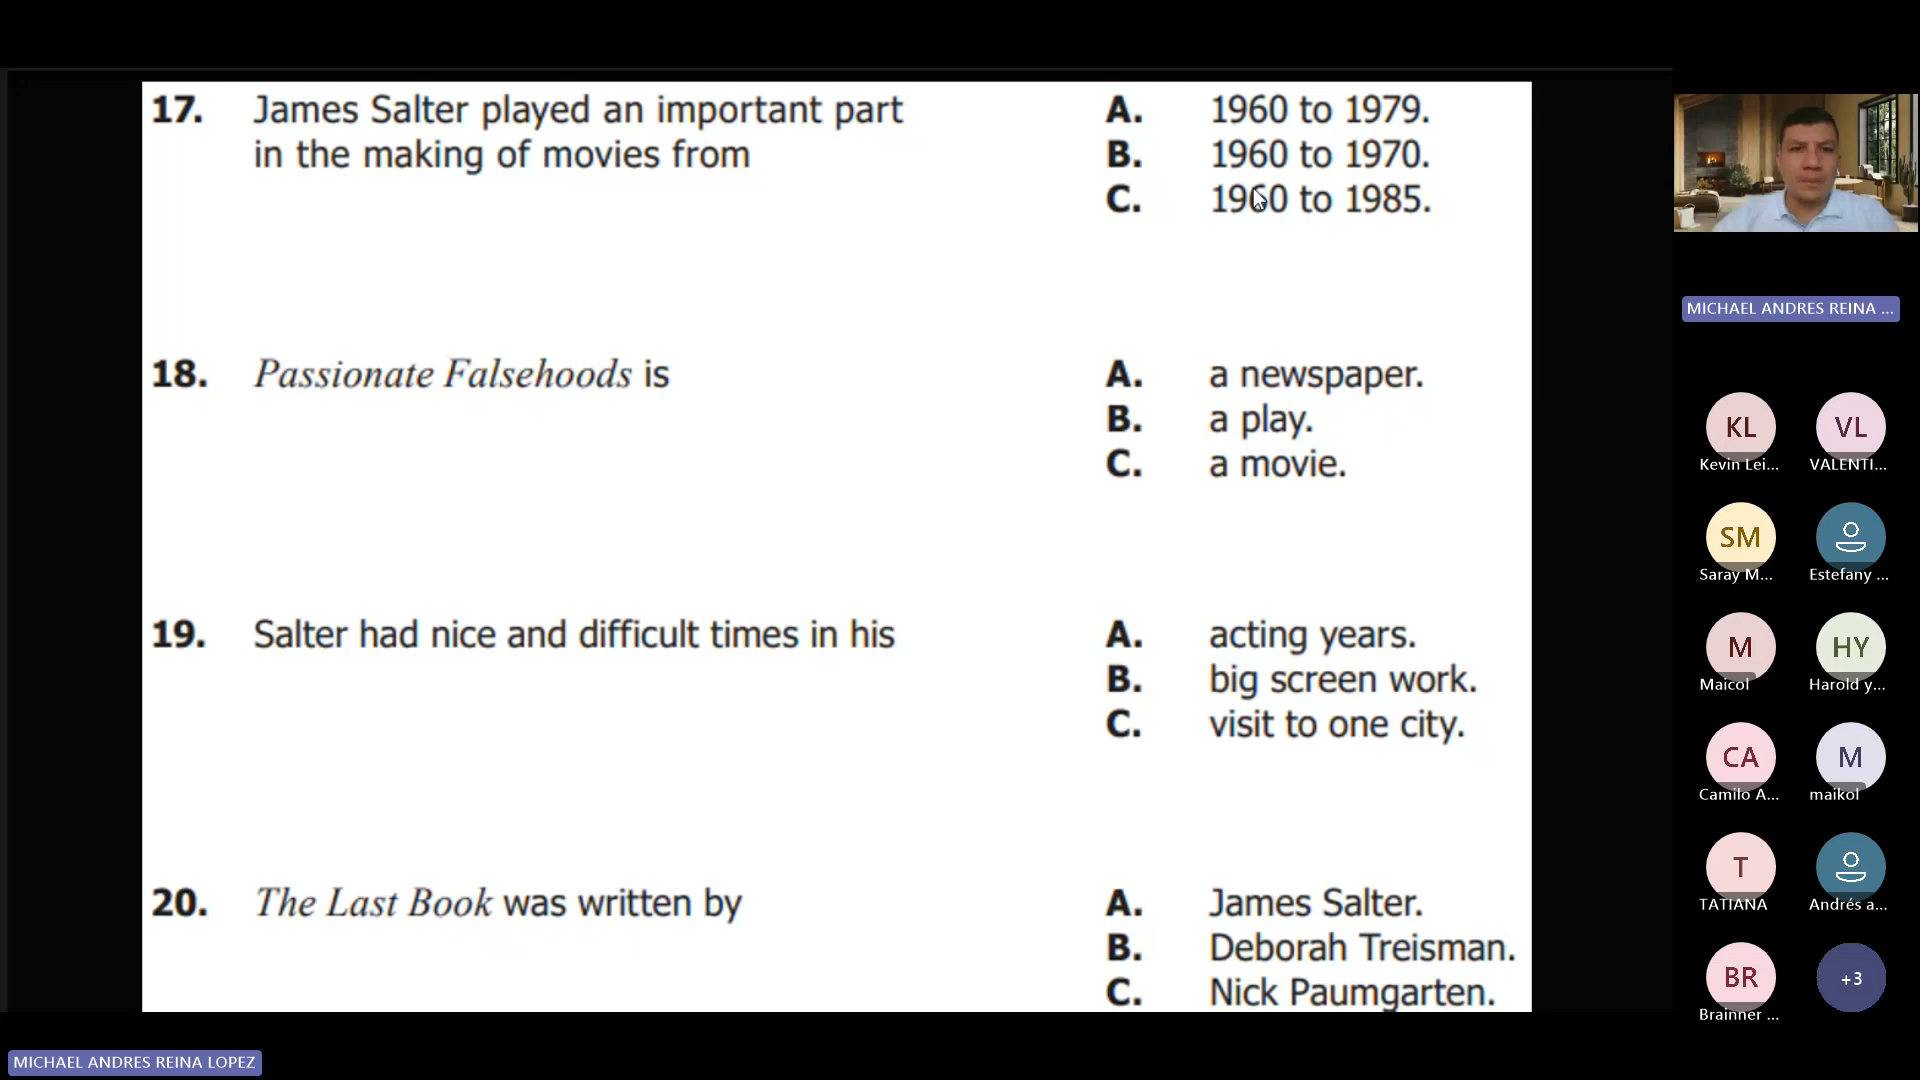 17. James Salter played an important part
in the making of movies from
A. 1960 to 1979.
B. 1960 to 1970.
C. 1960 to 1985.
18. Passionate Falsehoods is
A. a newspaper.
B. a play.
C. a movie.
19. Salter had nice and difficult times in his
A. acting years.
B. big screen work.
C. visit to one city.
20. The Last Book was written by
A. James Salter.
B. Deborah Treisman.
C. Nick Paumgarten.
MICHAEL ANDRES REINA ...
KL
Kevin Lei...
VL
VALENTI...
SM
Saray M...
Estefany ...
M
Maicol
HY
Harold y...
CA
Camilo A...
M
maikol
T
TATIANA
Andrés a...
BR
Brainner ...
+3
MICHAEL ANDRES REINA LOPEZ